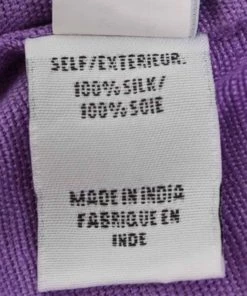 SELF/EXTERIEUR:
100% SILK/
100% SOIE
MADE IN INDIA
FABRIQUE EN
INDE